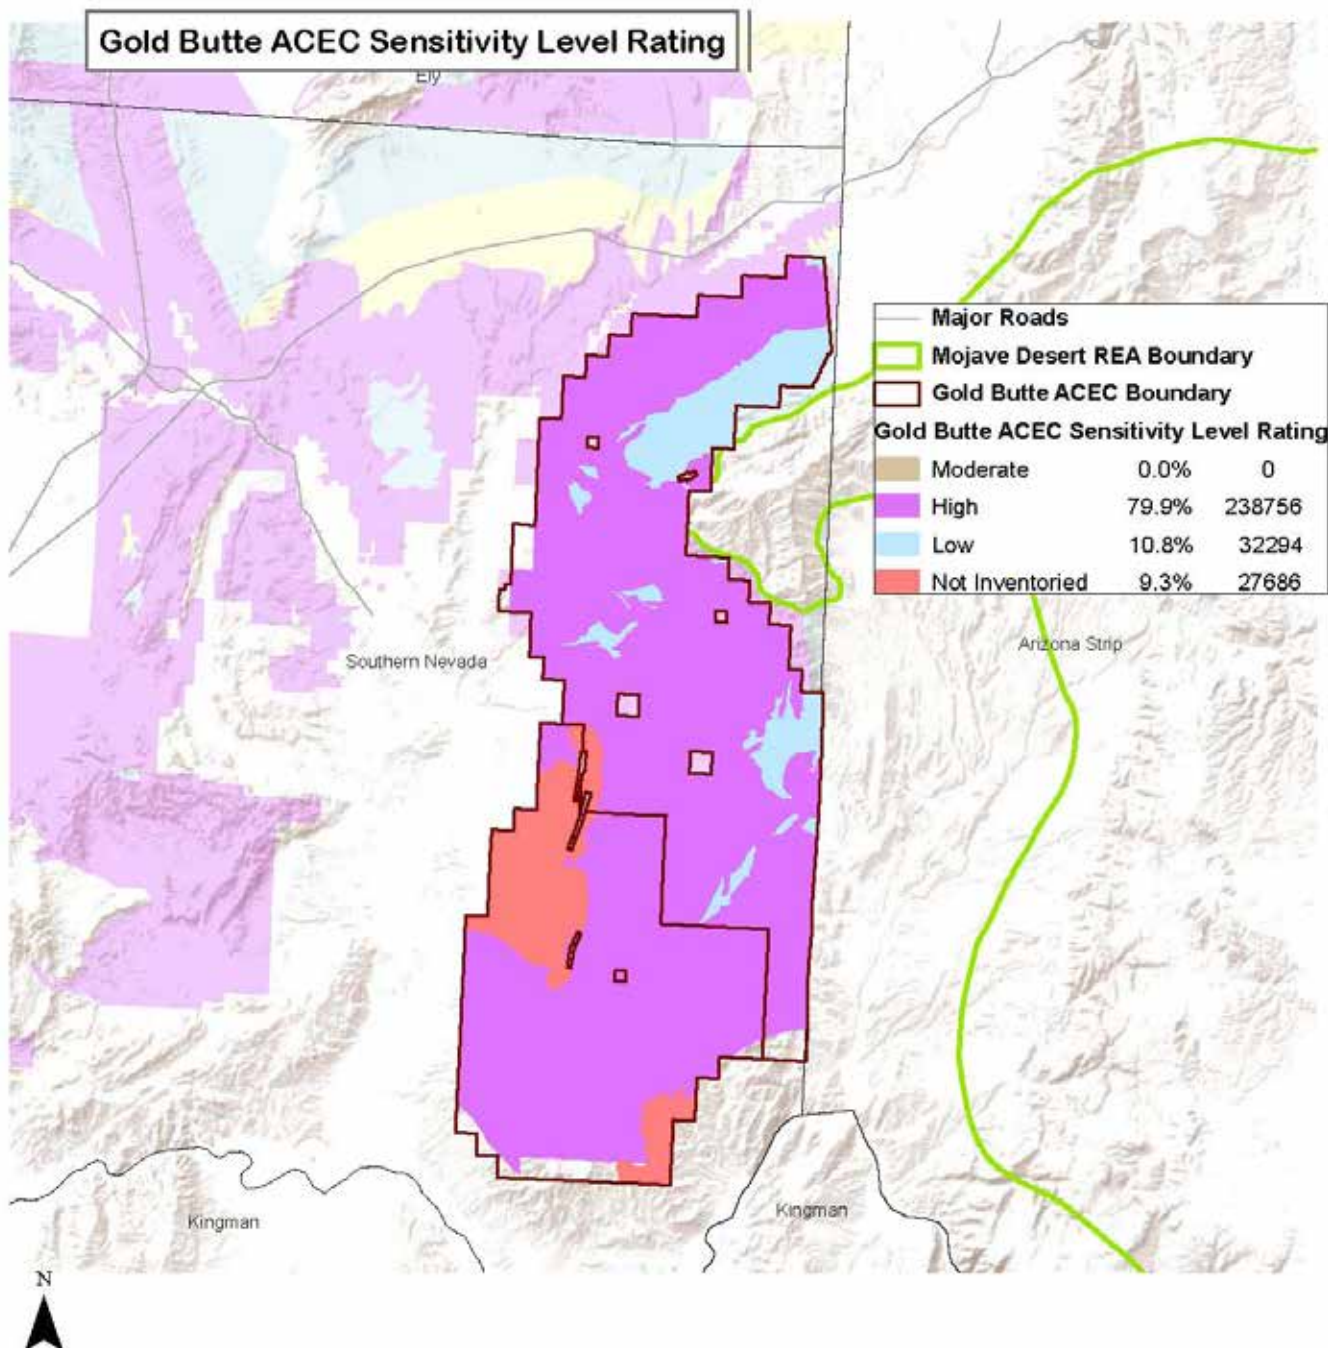 Gold Butte ACEC Sensitivity Level Rating
Ely
Major Roads
Mojave Desert REA Boundary
Gold Butte ACEC Boundary
Gold Butte ACEC Sensitivity Level Rating
Moderate 0.0% 0
High 79.9% 238756
Low 10.8% 32294
Not Inventoried 9.3% 27686
Arizona Strip
Southern Nevada
Kingman
Kingman
N